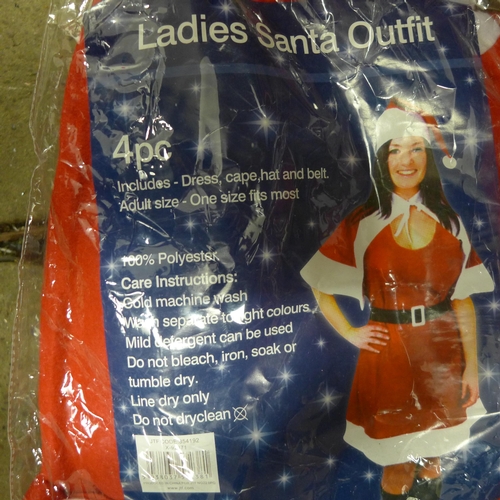 Ladies Santa Outfit
4pc
Includes - Dress, cape, hat and belt.
Adult size - One size fits most
100% Polyester
Care Instructions:
Cold machine wash
Wash separate to light colours
Mild detergent can be used
Do not bleach, iron, soak or
tumble dry.
Line dry only
Do not dryclean